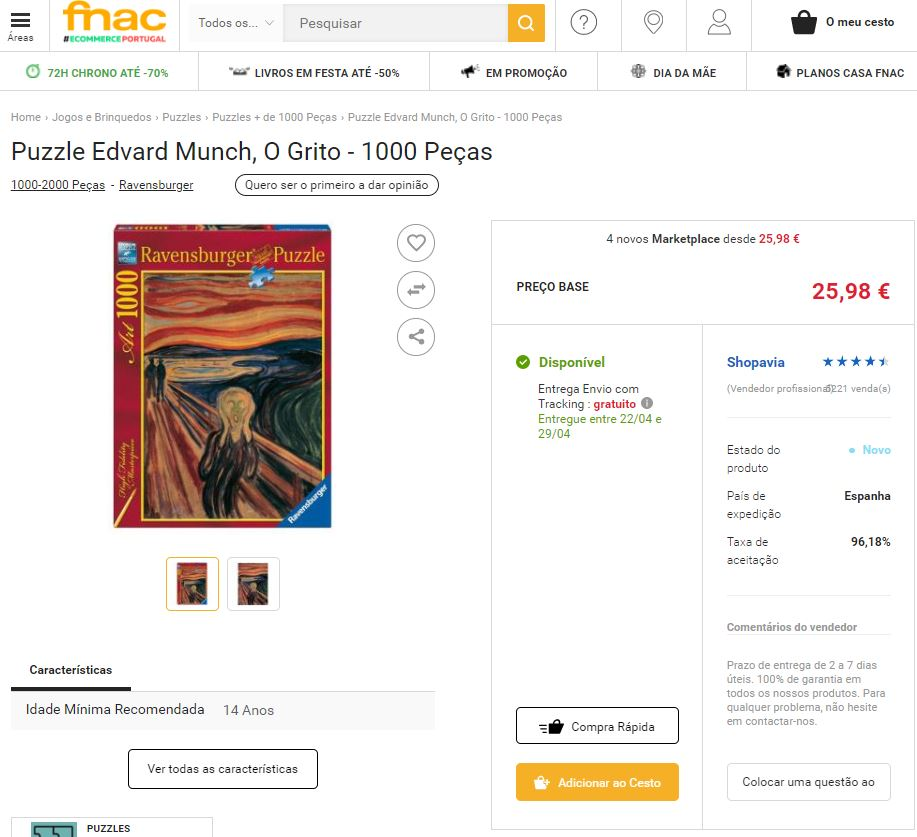 Áreas
fnac
#ECOMMERCEPORTUGAL
Todos os...
Pesquisar
O meu cesto
72H CHRONO ATÉ -70%
LIVROS EM FESTA ATÉ -50%
EM PROMOÇÃO
DIA DA MÃE
PLANOS CASA FNAC
Home › Jogos e Brinquedos › Puzzles › Puzzles + de 1000 Peças › Puzzle Edvard Munch, O Grito - 1000 Peças
Puzzle Edvard Munch, O Grito - 1000 Peças
1000-2000 Peças - Ravensburger
Quero ser o primeiro a dar opinião
Ravensburger Puzzle
Art 1000
High Fidelity
Masterpiece
Ravensburger
Características
Idade Mínima Recomendada 14 Anos
Ver todas as características
PUZZLES
4 novos Marketplace desde 25,98 €
PREÇO BASE
25,98 €
Disponível
Entrega Envio com
Tracking : gratuito
Entregue entre 22/04 e
29/04
Compra Rápida
Adicionar ao Cesto
Shopavia
(Vendedor profissional)
venda(s)
Estado do
produto
Novo
País de
expedição
Espanha
Taxa de
aceitação
96,18%
Comentários do vendedor
Prazo de entrega de 2 a 7 dias
úteis. 100% de garantia em
todos os nossos produtos. Para
qualquer problema, não hesite
em contactar-nos.
Colocar uma questão ao